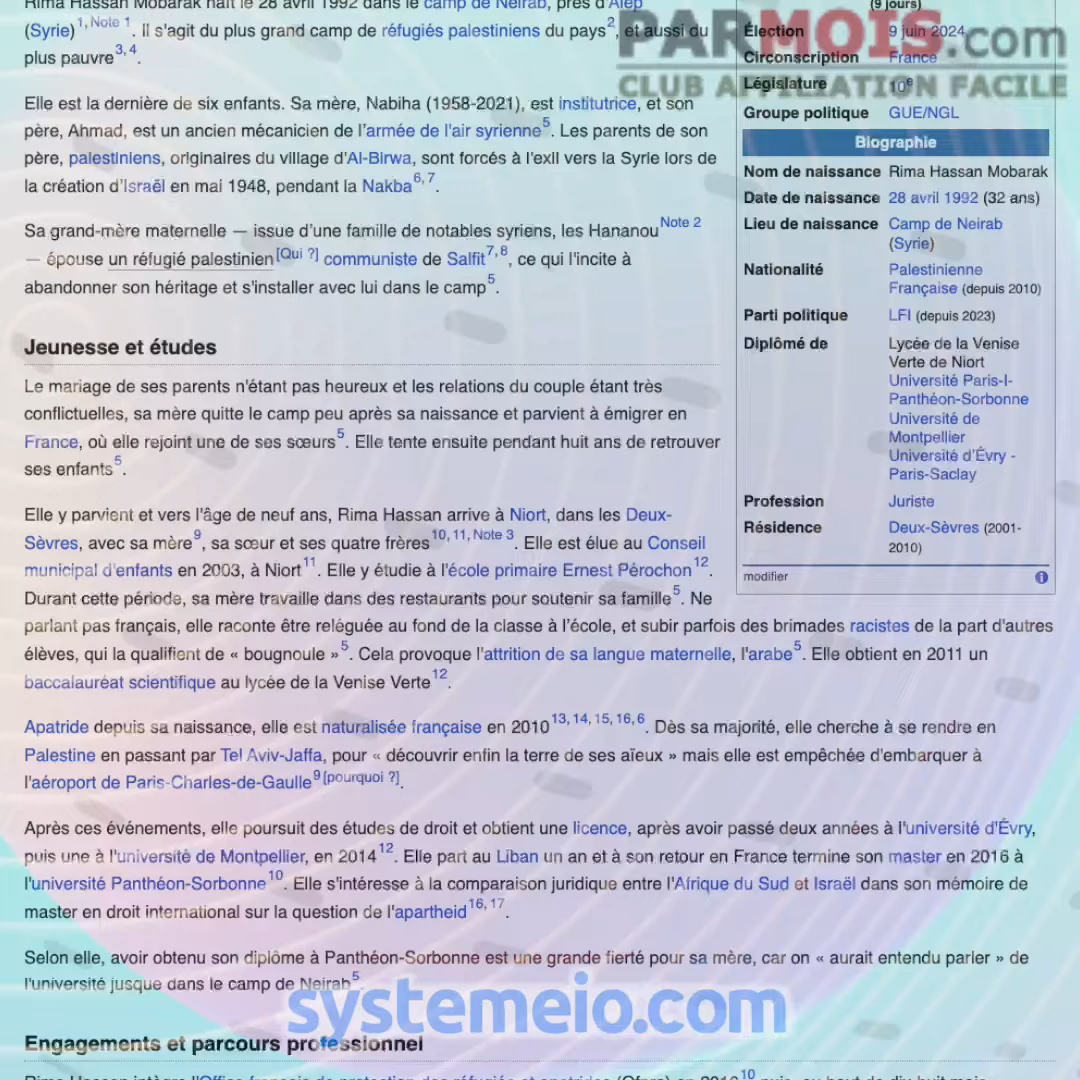 Rima Hassan Mobarak naît le 28 avril 1992 dans le camp de Neirab, près d'Alep
(Syrie)1, Note 1. Il s'agit du plus grand camp de réfugiés palestiniens du pays2, et aussi du
plus pauvre3, 4.
Elle est la dernière de six enfants. Sa mère, Nabiha (1958-2021), est institutrice, et son
père, Ahmad, est un ancien mécanicien de l'armée de l'air syrienne5. Les parents de son
père, palestiniens, originaires du village d'Al-Birwa, sont forcés à l'exil vers la Syrie lors de
la création d'Israël en mai 1948, pendant la Nakba6, 7.
Sa grand-mère maternelle — issue d'une famille de notables syriens, les HananouNote 2
— épouse un réfugié palestinien[Qui ?] communiste de Salfit7, 8, ce qui l'incite à
abandonner son héritage et s'installer avec lui dans le camp5.
Jeunesse et études
Le mariage de ses parents n'étant pas heureux et les relations du couple étant très
conflictuelles, sa mère quitte le camp peu après sa naissance et parvient à émigrer en
France, où elle rejoint une de ses sœurs5. Elle tente ensuite pendant huit ans de retrouver
ses enfants5.
Elle y parvient et vers l'âge de neuf ans, Rima Hassan arrive à Niort, dans les Deux-
Sèvres, avec sa mère9, sa sœur et ses quatre frères10, 11, Note 3. Elle est élue au Conseil
municipal d'enfants en 2003, à Niort11. Elle y étudie à l'école primaire Ernest Pérochon12.
Durant cette période, sa mère travaille dans des restaurants pour soutenir sa famille5. Ne
parlant pas français, elle raconte être reléguée au fond de la classe à l'école, et subir parfois des brimades racistes de la part d'autres
élèves, qui la qualifient de « bougnoule »5. Cela provoque l'attrition de sa langue maternelle, l'arabe5. Elle obtient en 2011 un
baccalauréat scientifique au lycée de la Venise Verte12.
Apatride depuis sa naissance, elle est naturalisée française en 201013, 14, 15, 16, 6. Dès sa majorité, elle cherche à se rendre en
Palestine en passant par Tel Aviv-Jaffa, pour « découvrir enfin la terre de ses aïeux » mais elle est empêchée d'embarquer à
l'aéroport de Paris-Charles-de-Gaulle9 [pourquoi ?].
Après ces événements, elle poursuit des études de droit et obtient une licence, après avoir passé deux années à l'université d'Évry,
puis une à l'université de Montpellier, en 201412. Elle part au Liban un an et à son retour en France termine son master en 2016 à
l'université Panthéon-Sorbonne10. Elle s'intéresse à la comparaison juridique entre l'Afrique du Sud et Israël dans son mémoire de
master en droit international sur la question de l'apartheid16, 17.
Selon elle, avoir obtenu son diplôme à Panthéon-Sorbonne est une grande fierté pour sa mère, car on « aurait entendu parler » de
l'université jusque dans le camp de Neirab5.
Engagements et parcours professionnel
(9 jours)
Élection 9 juin 2024
Circonscription France
Législature 10e
Groupe politique GUE/NGL
Biographie
Nom de naissance Rima Hassan Mobarak
Date de naissance 28 avril 1992 (32 ans)
Lieu de naissance Camp de Neirab
(Syrie)
Nationalité Palestinienne
Française (depuis 2010)
Parti politique LFI (depuis 2023)
Diplômé de Lycée de la Venise
Verte de Niort
Université Paris-I-
Panthéon-Sorbonne
Université de
Montpellier
Université d'Évry -
Paris-Saclay
Profession Juriste
Résidence Deux-Sèvres (2001-
2010)
modifier
PARMOIS.com
CLUB AFFILIATION FACILE
systemeio.com